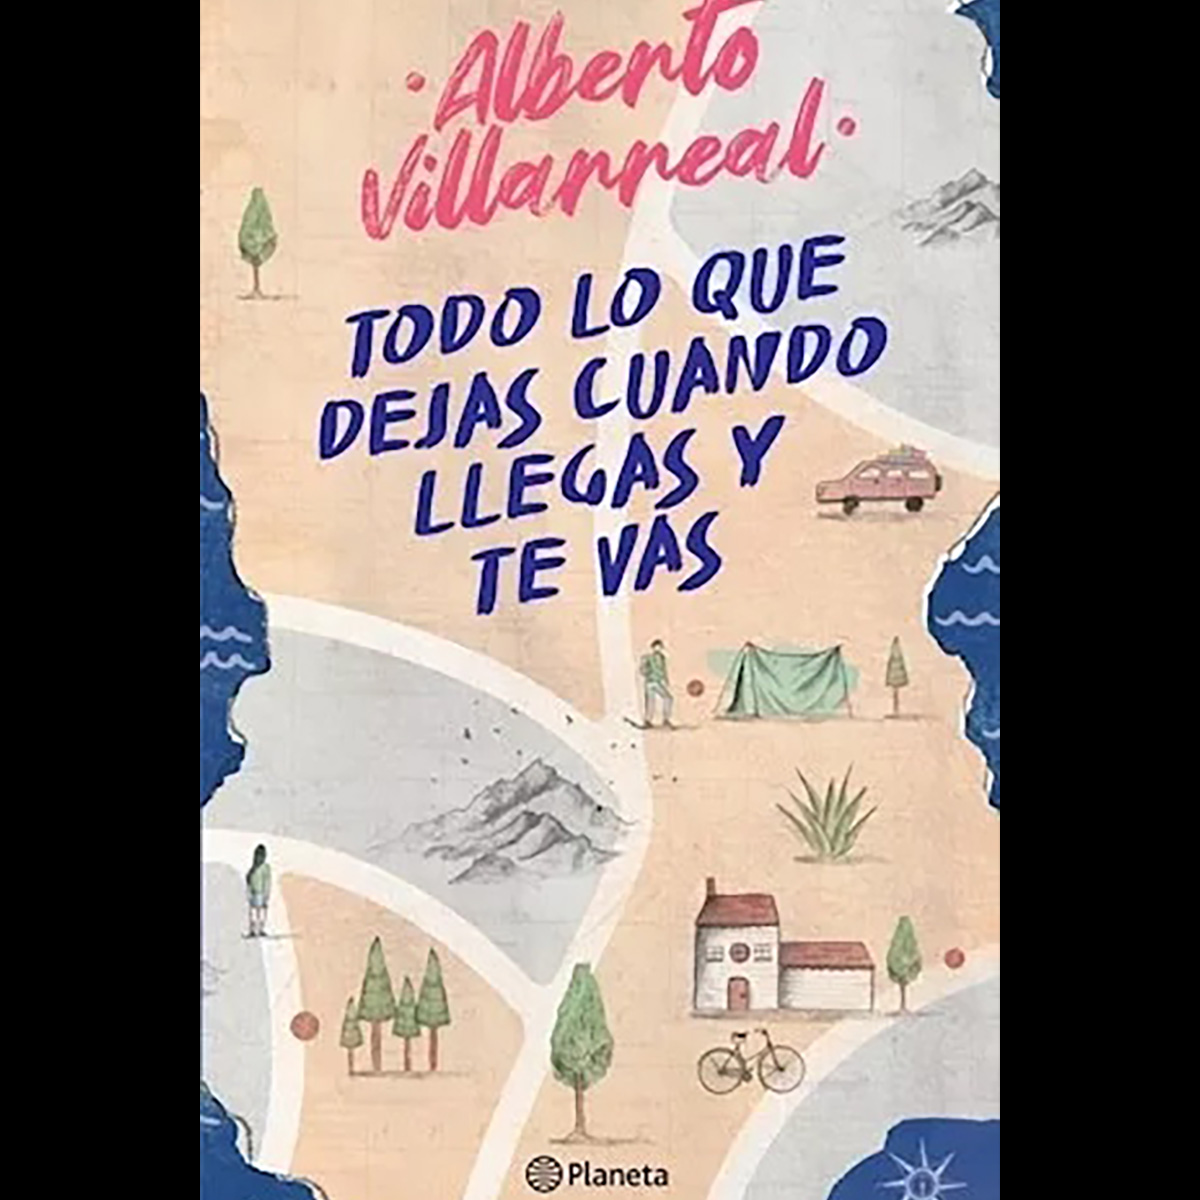 Alberto
Villarreal
TODO LO QUE
DEJAS CUANDO
LLEGAS Y
TE VAS
Planeta